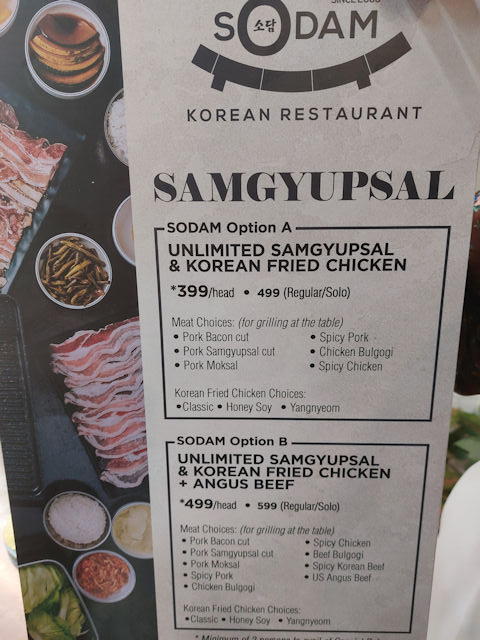 SODAM
소담
KOREAN RESTAURANT
SAMGYUPSAL
SODAM Option A
UNLIMITED SAMGYUPSAL
& KOREAN FRIED CHICKEN
*399/head • 499 (Regular/Solo)
Meat Choices: (for grilling at the table)
• Pork Bacon cut
• Pork Samgyupsal cut
• Pork Moksal
• Spicy Pork
• Chicken Bulgogi
• Spicy Chicken
Korean Fried Chicken Choices:
• Classic • Honey Soy • Yangnyeom
SODAM Option B
UNLIMITED SAMGYUPSAL
& KOREAN FRIED CHICKEN
+ ANGUS BEEF
*499/head • 599 (Regular/Solo)
Meat Choices: (for grilling at the table)
• Pork Bacon cut
• Pork Samgyupsal cut
• Pork Moksal
• Spicy Pork
• Chicken Bulgogi
• Spicy Chicken
• Beef Bulgogi
• Spicy Korean Beef
• US Angus Beef
Korean Fried Chicken Choices:
• Classic • Honey Soy • Yangnyeom